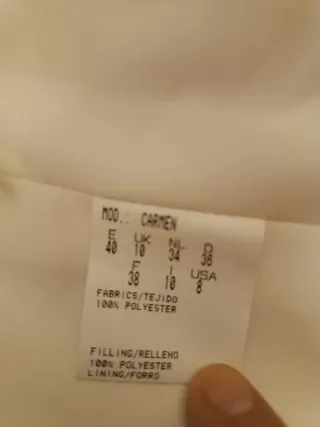 MOD.: CARMEN
E UK NL D
40 10 34 36
F I USA
38 10 8
FABRICS/TEJIDO
100% POLYESTER
FILLING/RELLENO
100% POLYESTER
LINING/FORRO